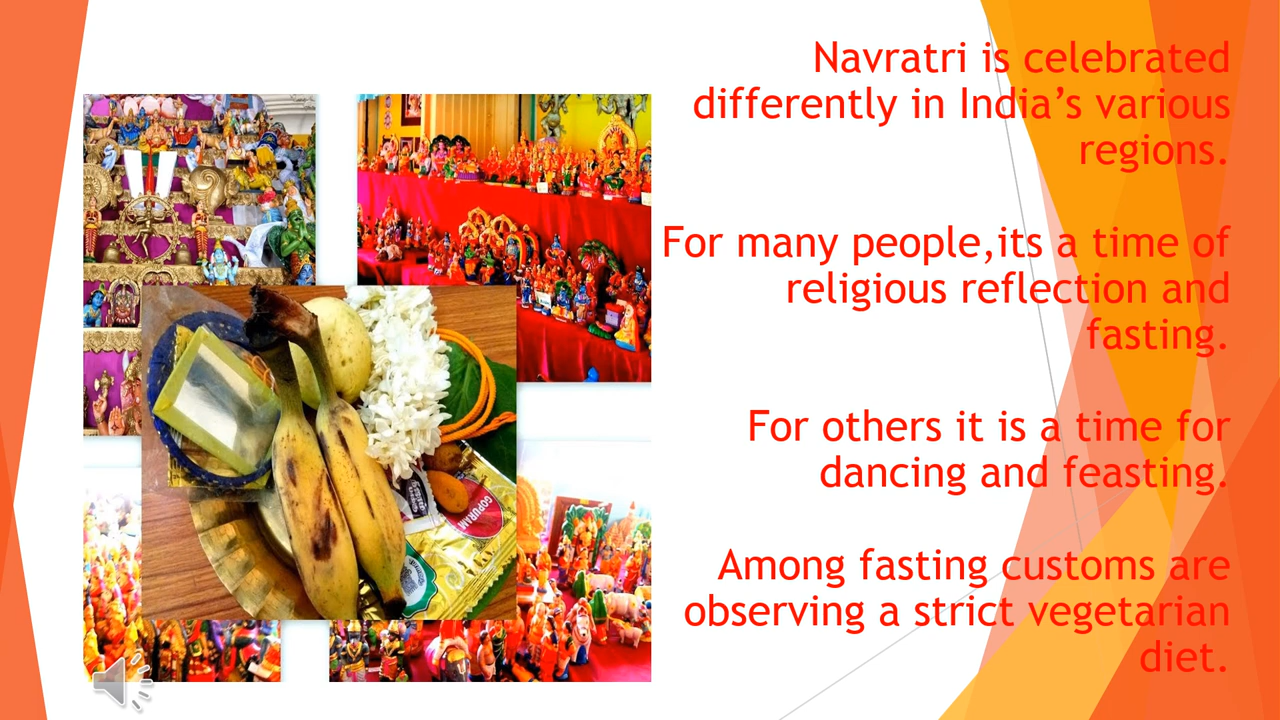 Navratri is celebrated
differently in India’s various
regions.
For many people,its a time of
religious reflection and
fasting.
For others it is a time for
dancing and feasting.
Among fasting customs are
observing a strict vegetarian
diet.
GOPURAM